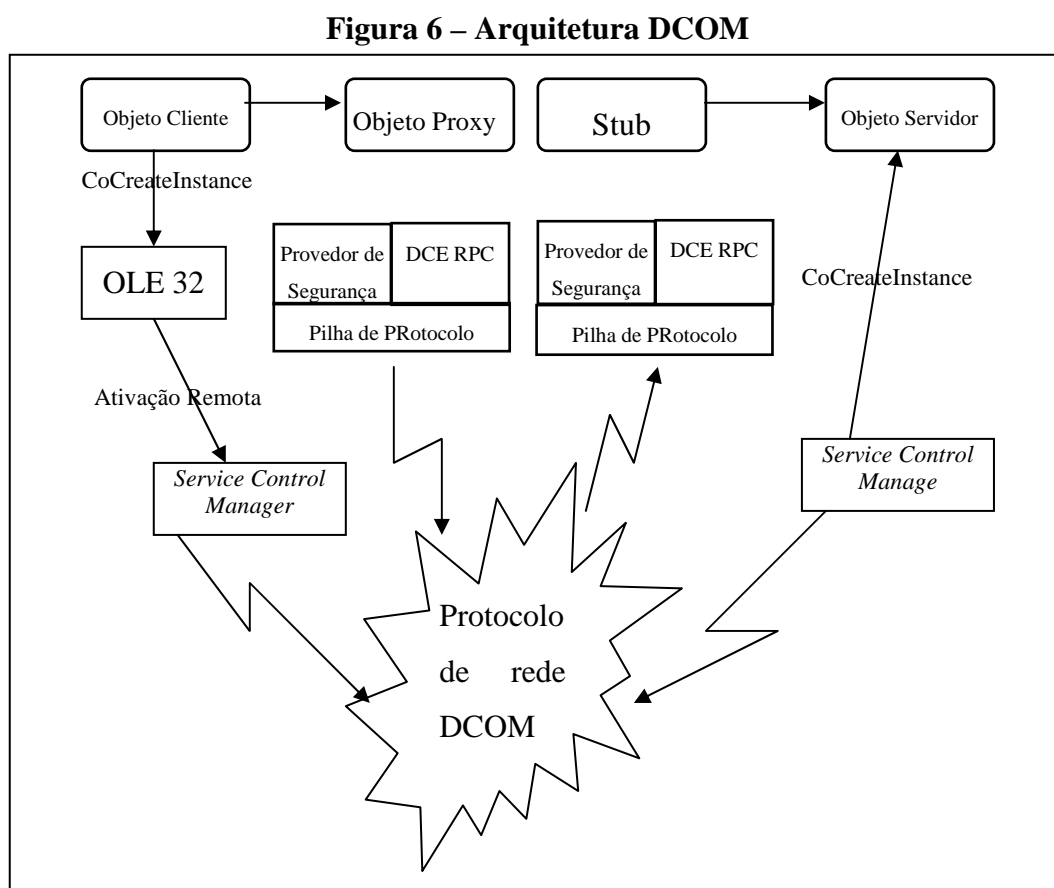 Figura 6 – Arquitetura DCOM
Objeto Cliente
Objeto Proxy
Stub
Objeto Servidor
CoCreateInstance
OLE 32
Provedor de
Segurança
DCE RPC
Pilha de PRotocolo
Provedor de
Segurança
DCE RPC
Pilha de PRotocolo
CoCreateInstance
Ativação Remota
Service Control
Manager
Service Control
Manage
Protocolo
de rede
DCOM